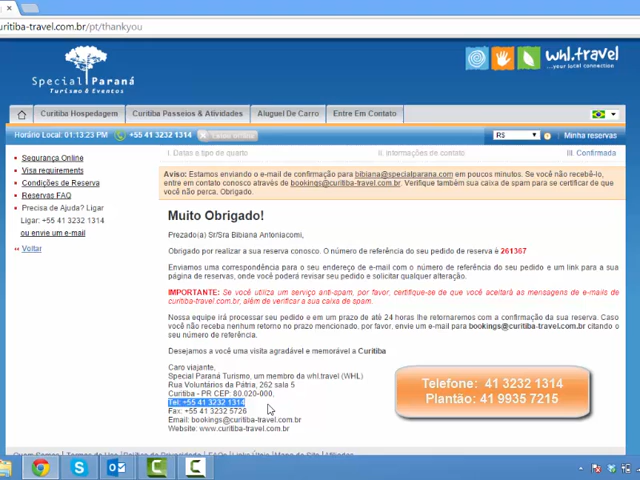 uritiba-travel.com.br/pt/thankyou
Special Paraná
Turismo & Eventos
whl.travel
...your local connection
Curitiba Hospedagem
Curitiba Passeios & Atividades
Aluguel De Carro
Entre Em Contato
Horário Local: 01:13:23 PM
+55 41 3232 1314
R$
Minha reservas
Segurança Online
Visa requirements
Condições de Reserva
Reservas FAQ
Precisa de Ajuda? Ligar
Ligar: +55 41 3232 1314
ou envie um e-mail
Voltar
I. Datas e tipo de quarto
II. Informações de contato
III. Confirmada
Aviso: Estamos enviando o e-mail de confirmação para bibiana@specialparana.com em poucos minutos. Se você não recebê-lo,
entre em contato conosco através de bookings@curitiba-travel.com.br. Verifique também sua caixa de spam para se certificar de que
você não perca, Obrigado.
Muito Obrigado!
Prezado(a) Sr/Sra Bibiana Antoniacomi,
Obrigado por realizar a sua reserva conosco. O número de referência do seu pedido de reserva é 261367
Enviamos uma correspondência para o seu endereço de e-mail com o número de referência do seu pedido e um link para a sua
página de reservas, onde você poderá revisar seu pedido e solicitar qualquer alteração.
IMPORTANTE: Se você utiliza um serviço anti-spam, por favor, certifique-se de que você aceitará as mensagens de e-mails de
curitiba-travel.com.br, além de verificar a sua caixa de spam.
Nossa equipe irá processar seu pedido e em um prazo de até 24 horas lhe retornaremos com a confirmação da sua reserva. Caso
você não receba nenhum retorno no prazo mencionado, por favor, envie um e-mail para bookings@curitiba-travel.com.br citando o
seu número de referência.
Desejamos a você uma visita agradável e memorável a Curitiba
Caro viajante,
Special Paraná Turismo, um membro da whl.travel (WHL)
Rua Voluntários da Pátria, 262 sala 5
Curitiba - PR CEP: 80.020-000,
Tel: +55 41 3232 1314
Fax: +55 41 3232 5726
Email: bookings@curitiba-travel.com.br
Website: www.curitiba-travel.com.br
Telefone: 41 3232 1314
Plantão: 41 9935 7215
Quem Somos | Termos de Uso | Política de Privacidade | FAQs | Links Úteis | Mapa do Site | Afiliados